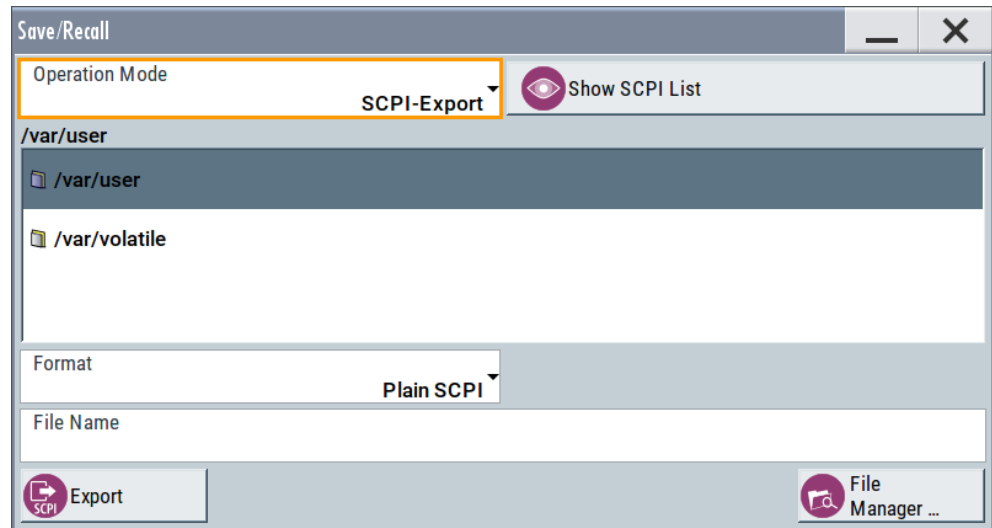 Save/Recall
Operation Mode
SCPI-Export
Show SCPI List
/var/user
/var/user
/var/volatile
Format
Plain SCPI
File Name
SCPI
Export
File
Manager ...